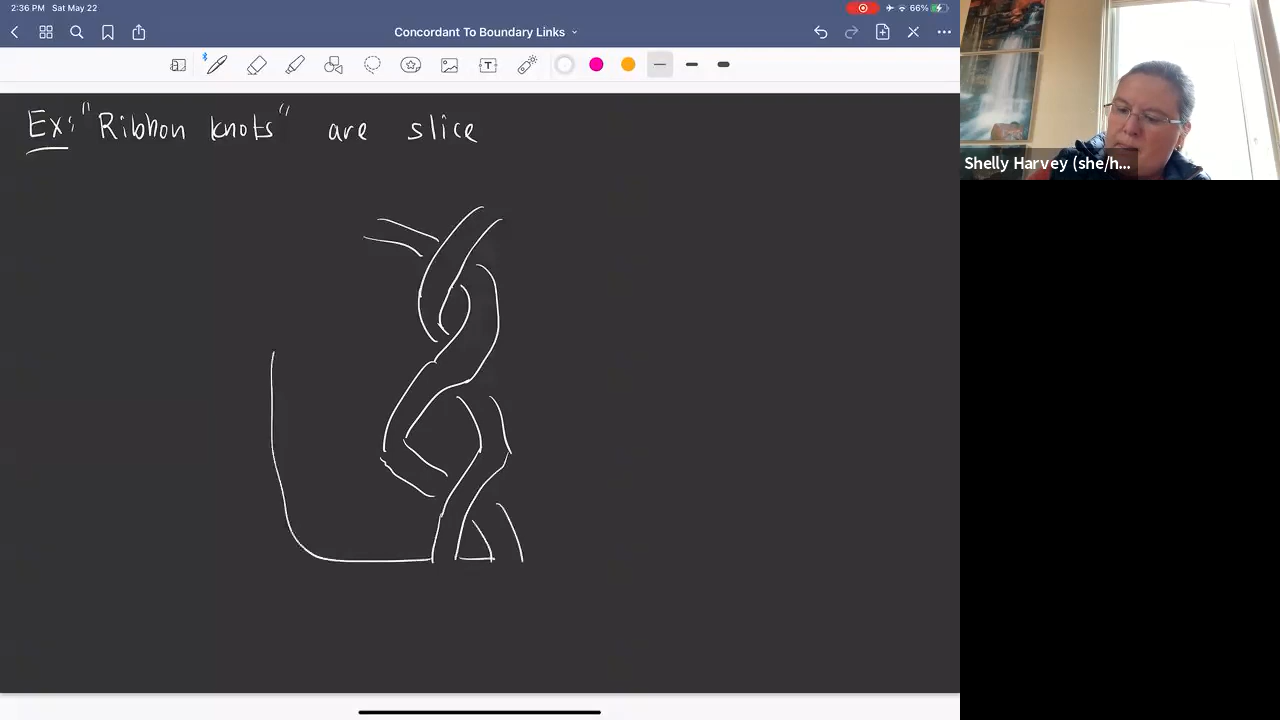 2:36 PM Sat May 22
66%
Concordant To Boundary Links
T
Ex: "Ribbon knots" are slice
Shelly Harvey (she/h...